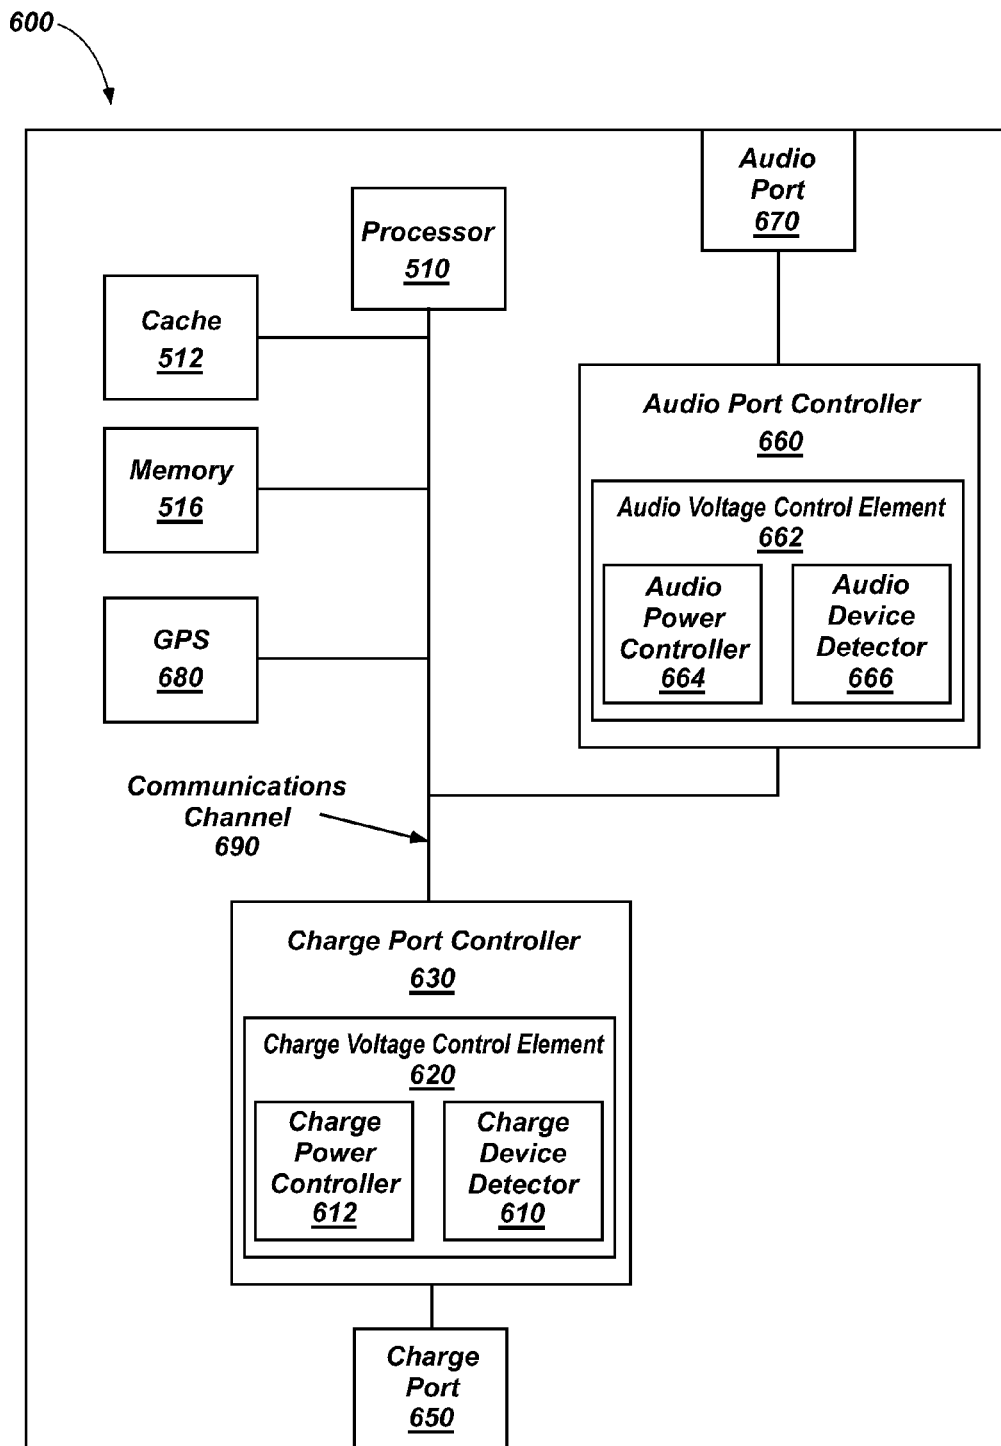 600
Audio
Port
670
Processor
510
Cache
512
Memory
516
GPS
680
Audio Port Controller
660
Audio Voltage Control Element
662
Audio
Power
Controller
664
Audio
Device
Detector
666
Communications
Channel
690
Charge Port Controller
630
Charge Voltage Control Element
620
Charge
Power
Controller
612
Charge
Device
Detector
610
Charge
Port
650